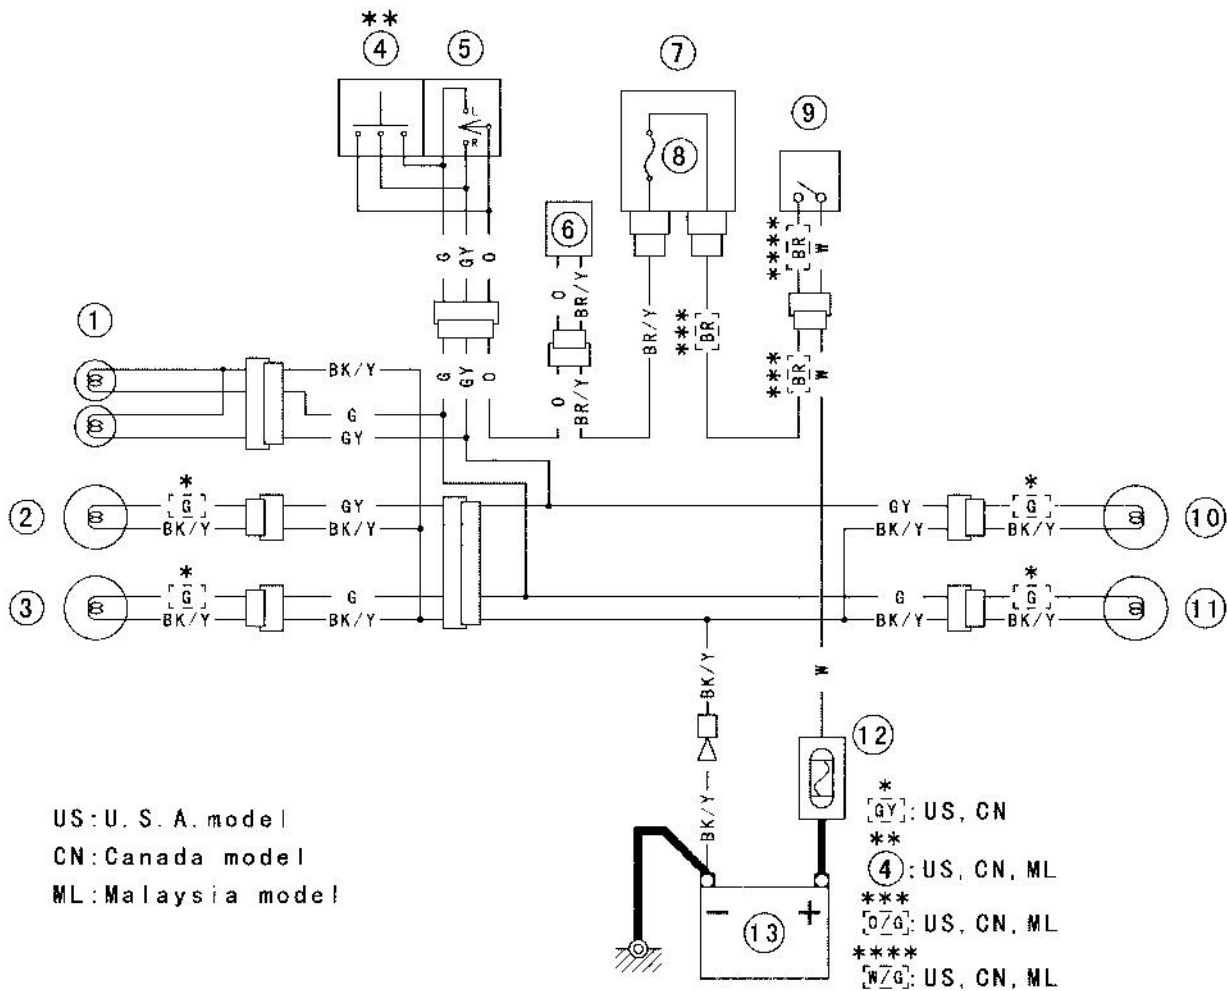 **
4 5 7
9
L
R
8
6
****
BR W
G GY O
O BR/Y
1
BR/Y
***
BR
***
BR W
BK/Y
G GY O
O BR/Y
G
GY
* *
2 G GY GY G 10
BK/Y BK/Y BK/Y BK/Y
* *
3 G G G G 11
BK/Y BK/Y BK/Y BK/Y
BK/Y W
12
*
GY: US, CN
BK/Y
**
4: US, CN, ML
***
O/G: US, CN, ML
****
W/G: US, CN, ML
− +
13
US: U.S.A. model
CN: Canada model
ML: Malaysia model